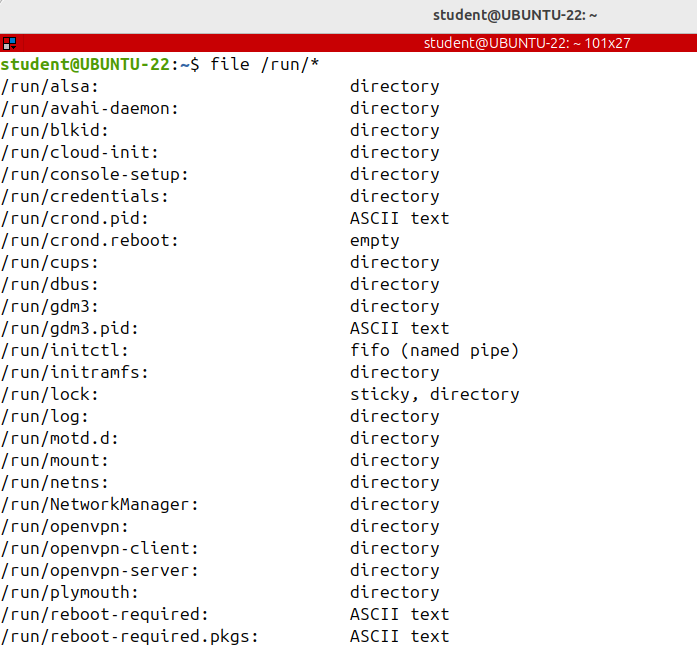 student@UBUNTU-22: ~
student@UBUNTU-22: ~ 101x27
student@UBUNTU-22:~$ file /run/*
/run/alsa: directory
/run/avahi-daemon: directory
/run/blkid: directory
/run/cloud-init: directory
/run/console-setup: directory
/run/credentials: directory
/run/crond.pid: ASCII text
/run/crond.reboot: empty
/run/cups: directory
/run/dbus: directory
/run/gdm3: directory
/run/gdm3.pid: ASCII text
/run/initctl: fifo (named pipe)
/run/initramfs: directory
/run/lock: sticky, directory
/run/log: directory
/run/motd.d: directory
/run/mount: directory
/run/netns: directory
/run/NetworkManager: directory
/run/openvpn: directory
/run/openvpn-client: directory
/run/openvpn-server: directory
/run/plymouth: directory
/run/reboot-required: ASCII text
/run/reboot-required.pkgs: ASCII text